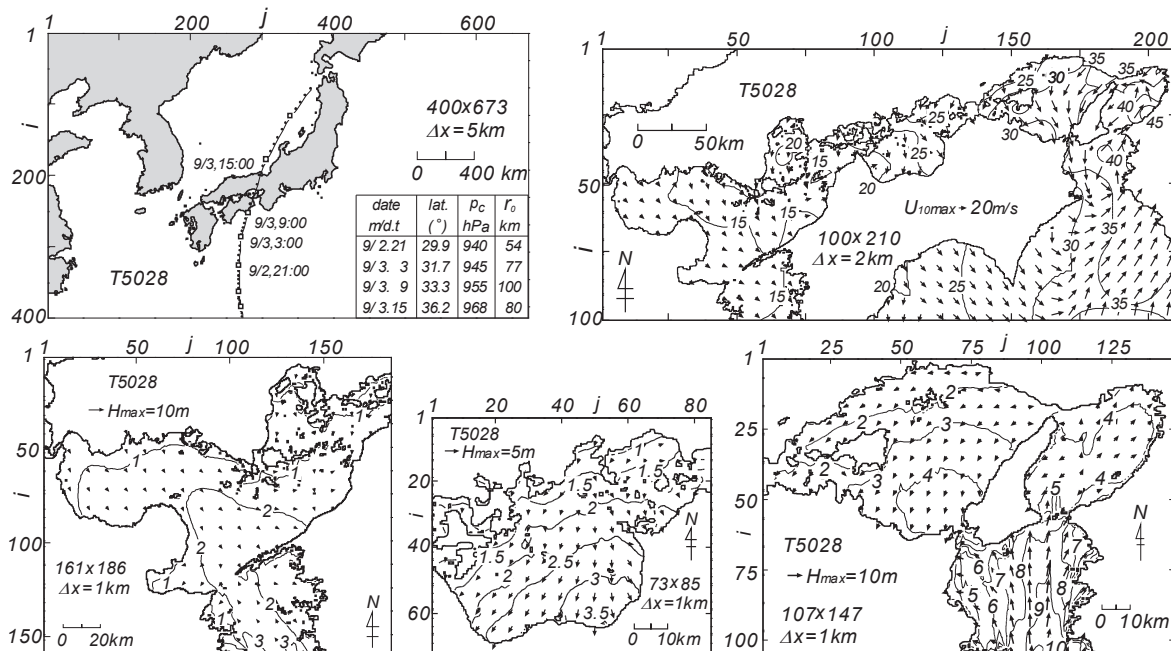 1 200 j 400 600
1
i
200
400
400x673
Δx=5km
0 400 km
9/3,15:00
9/3,9:00
9/3,3:00
9/2,21:00
T5028
date lat. pc r₀
m/d.t (°) hPa km
9/2.21 29.9 940 54
9/3. 3 31.7 945 77
9/3. 9 33.3 955 100
9/3.15 36.2 968 80
1 50 100 j 150 200
1
50
i
100
T5028
0 50km
N
U10max→20m/s
100x210
Δx=2km
25 30 35 35
40
45
30
40
20 25 25
15 25
20
15 15
15
30
20 25 35
1 50 j 100 150
1
50
i
100
150
T5028
→Hmax=10m
161x186
Δx=1km
0 20km
N
1 1
1
2
2
1 2
1 3 3
1 20 40 j 60 80
1
20
i
40
60
T5028
→Hmax=5m
73x85
Δx=1km
0 10km
N
2 1
1.5 1.5
1.5
2 2.5
2 3
3.5
1 25 50 75 j 100 125
1
25
50
i
75
100
T5028
→Hmax=10m
107x147
Δx=1km
0 10km
N
2
2 3 4
2
3 4 4
5
6 7 8 7
5 6 9 8
10